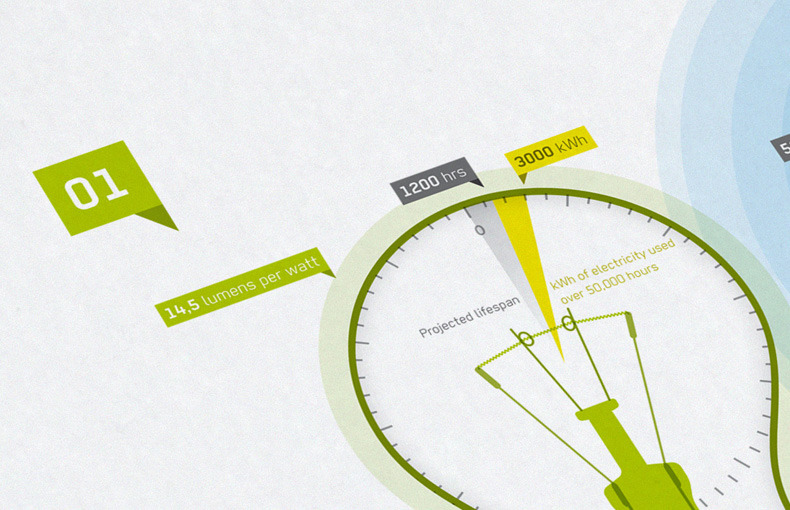 01
14,5 lumens per watt
1200 hrs
3000 kWh
0
kWh of electricity used
over 50,000 hours
Projected lifespan
5